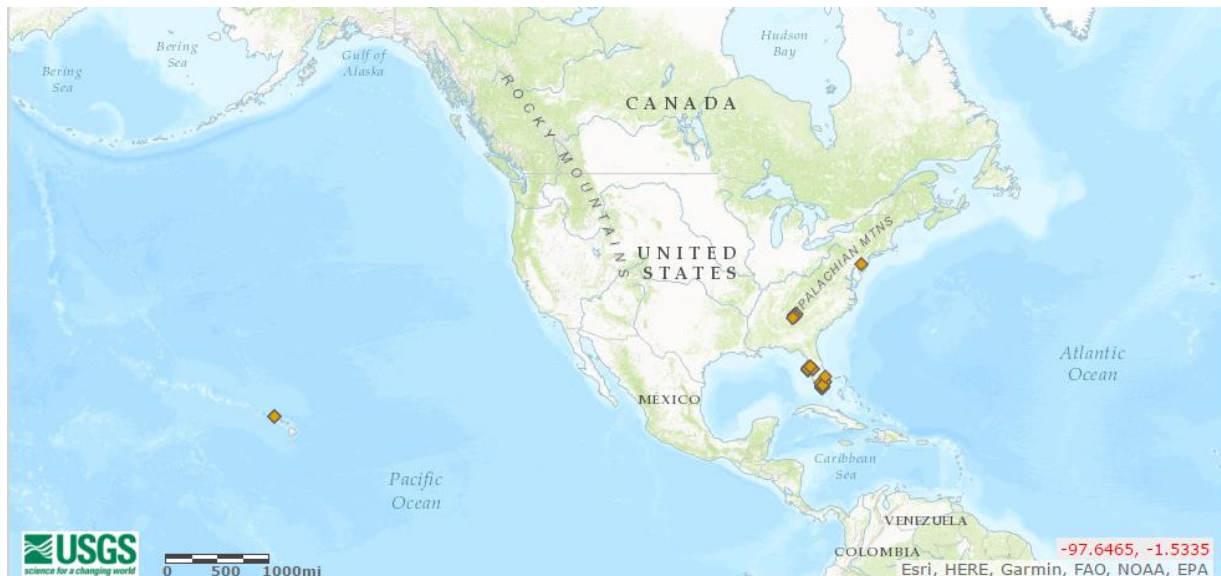 Bering
Sea
Bering
Sea
Gulf of
Alaska
Hudson
Bay
ROCKY MOUNTAINS
CANADA
UNITED
STATES
PALACHIAN MTNS
Atlantic
Ocean
MÉXICO
Caribbean
Sea
Pacific
Ocean
VENEZUELA
COLOMBIA
USGS
science for a changing world
0 500 1000mi
-97.6465, -1.5335
Esri, HERE, Garmin, FAO, NOAA, EPA